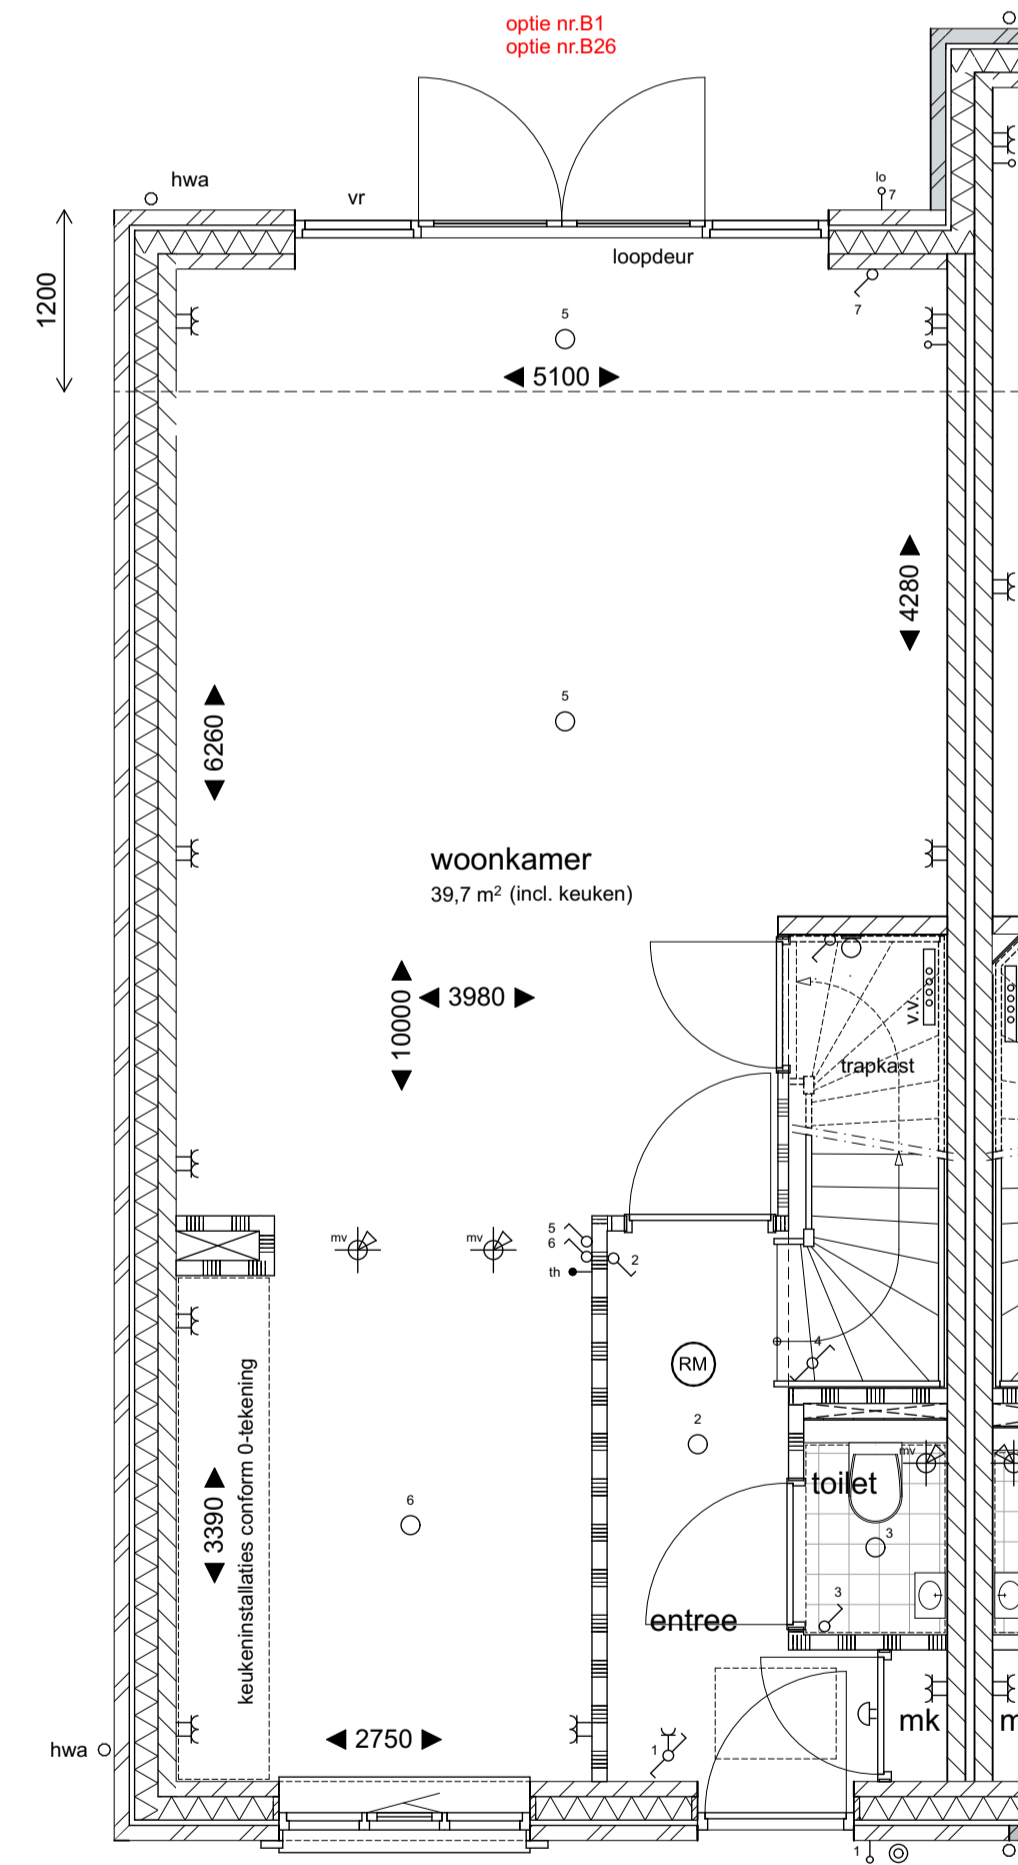 optie nr.B1
optie nr.B26
hwa
vr
lo
7
loopdeur
7
1200
5
5100
4280
5
6260
woonkamer
39,7 m² (incl. keuken)
10000
3980
v.v.
trapkast
mv
mv
5
6
2
th
4
RM
2
mv
toilet
3
6
3390
keukeninstallaties conform 0-tekening
3
entree
mk
m
1
2750
hwa
1